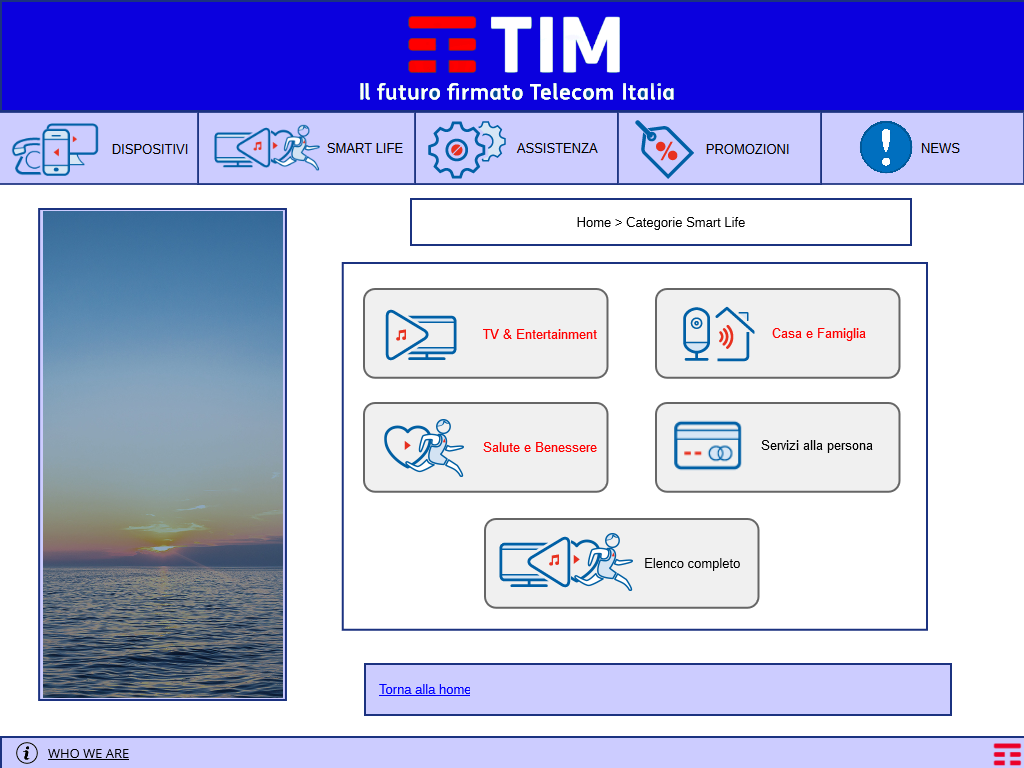 TIM
Il futuro firmato Telecom Italia
DISPOSITIVI
SMART LIFE
ASSISTENZA
PROMOZIONI
NEWS
Home > Categorie Smart Life
TV & Entertainment
Casa e Famiglia
Salute e Benessere
Servizi alla persona
Elenco completo
Torna alla home
WHO WE ARE